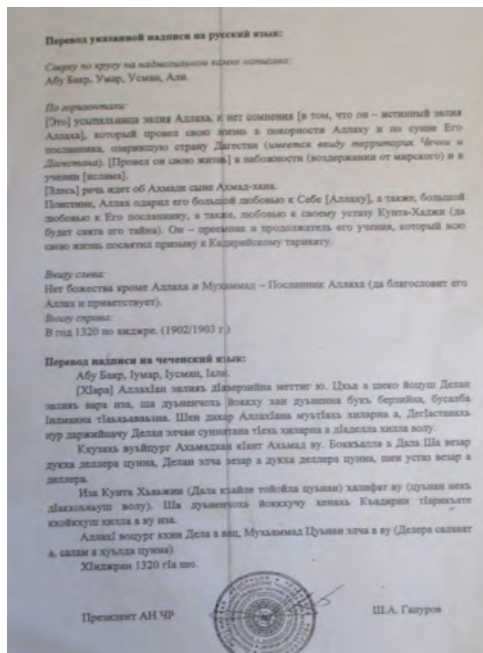 Перевод указанной надписи на русский язык:
Сверху по кругу на надмогильном камне написано:
Абу Бакр, Умар, Усман, Али.
По горизонтали:
[Это] усыпальница эвлия Аллаха, и нет сомнения [в том, что он – истинный эвлия
Аллаха], который провел свою жизнь в покорности Аллаху и по сунне Его
посланника, озарившую страну Дагестан (имеется ввиду территория Чечни и
Дагестана). [Провел он свою жизнь] в набожности (воздержании от мирского) и в
учении [ислама].
[Здесь] речь идет об Ахмаде сыне Ахмад-хана.
Поистине, Аллах одарил его большой любовью к Себе [Аллаху], а также, большой
любовью к Его посланнику, а также, любовью к своему устазу Кунта-Хаджи (да
будет свята его тайна). Он – преемник и продолжатель его учения, который всю
свою жизнь посвятил призыву к Кадирийскому тарикату.
Внизу слева:
Нет божества кроме Аллаха и Мухаммад – Посланник Аллаха (да благословит его
Аллах и приветствует).
Внизу справа:
В год 1320 по хиджре. (1902/1903 г.)
Перевод надписи на чеченский язык:
Абу Бакр, Iумар, Iусман, Iали.
[ХIара] АллахIан эвлияъ дIаверзийна меттиг ю. Цхьа а шеко йоцуш Делан
эвлияъ вара иза, ша дуьненчохь йоккху хан дуьненна букъ берзийна, бусалба
Iилманна тIаьхьаваьлла. Шен дахар АллахIана муьтIахь хиларна а, ДегIастанахь
нур даржийначу Делан элчан суннатана тIехь хиларна а дIаделла хилла волу.
Кхузахь вуьйцург Ахьмадхан кIант Ахьмад ву. Боккъалла а Дала Ша везар
дукха деллера цунна, Делан элча везар а дукха деллера цунна, шен устаз везар а
деллера.
Иза Кунта Хьаьжин (Дала къайле тойойла цуьнан) халифат ву (цуьнан некъ
дIакхоьхьуш волу). Ша дуьненчохь йоккхучу ханахь Къадирин тIарикъате
кхойкхуш хилла а ву иза.
АллахI воцург кхин Дела а вац, Мухьаммад Цуьнан элча а ву (Делера салават
а, салам а хуьлда цунна)
ХIиджран 1320 гIа шо.
Президент АН ЧР
Ш.А. Гапуров